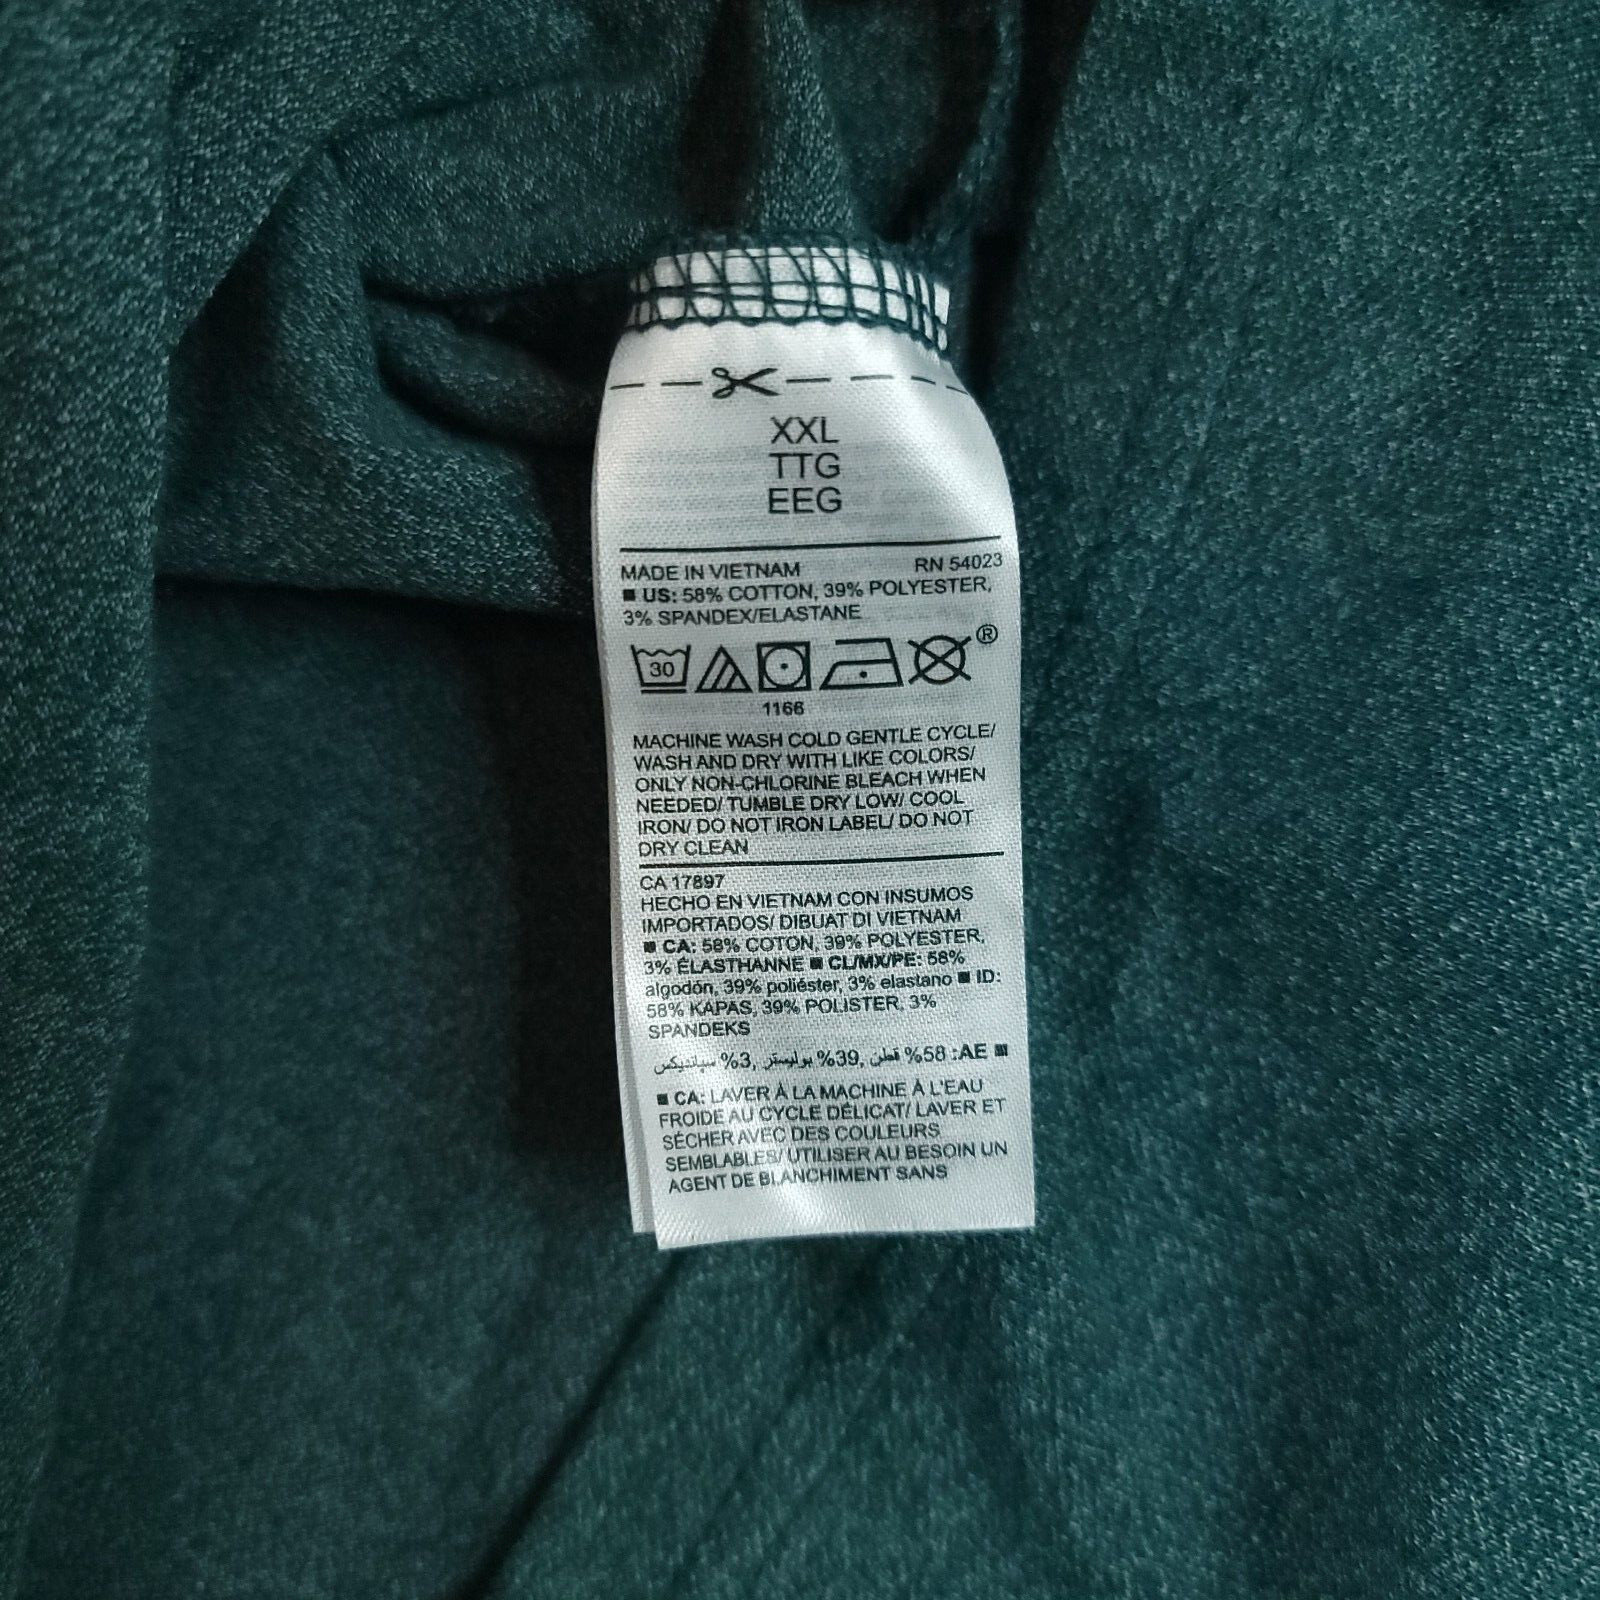 XXL
TTG
EEG
MADE IN VIETNAM RN 54023
■ US: 58% COTTON, 39% POLYESTER,
3% SPANDEX/ELASTANE
30 ®
1166
MACHINE WASH COLD GENTLE CYCLE/
WASH AND DRY WITH LIKE COLORS/
ONLY NON-CHLORINE BLEACH WHEN
NEEDED/ TUMBLE DRY LOW/ COOL
IRON/ DO NOT IRON LABEL/ DO NOT
DRY CLEAN
CA 17897
HECHO EN VIETNAM CON INSUMOS
IMPORTADOS/ DIBUAT DI VIETNAM
■ CA: 58% COTON, 39% POLYESTER,
3% ÉLASTHANNE ■ CL/MX/PE: 58%
algodón, 39% poliéster, 3% elastano ■ ID:
58% KAPAS, 39% POLISTER, 3%
SPANDEKS
■ AE: 58% قطن, 39% بوليستر, 3% سباندكس
■ CA: LAVER À LA MACHINE À L'EAU
FROIDE AU CYCLE DÉLICAT/ LAVER ET
SÉCHER AVEC DES COULEURS
SEMBLABLES/ UTILISER AU BESOIN UN
AGENT DE BLANCHIMENT SANS